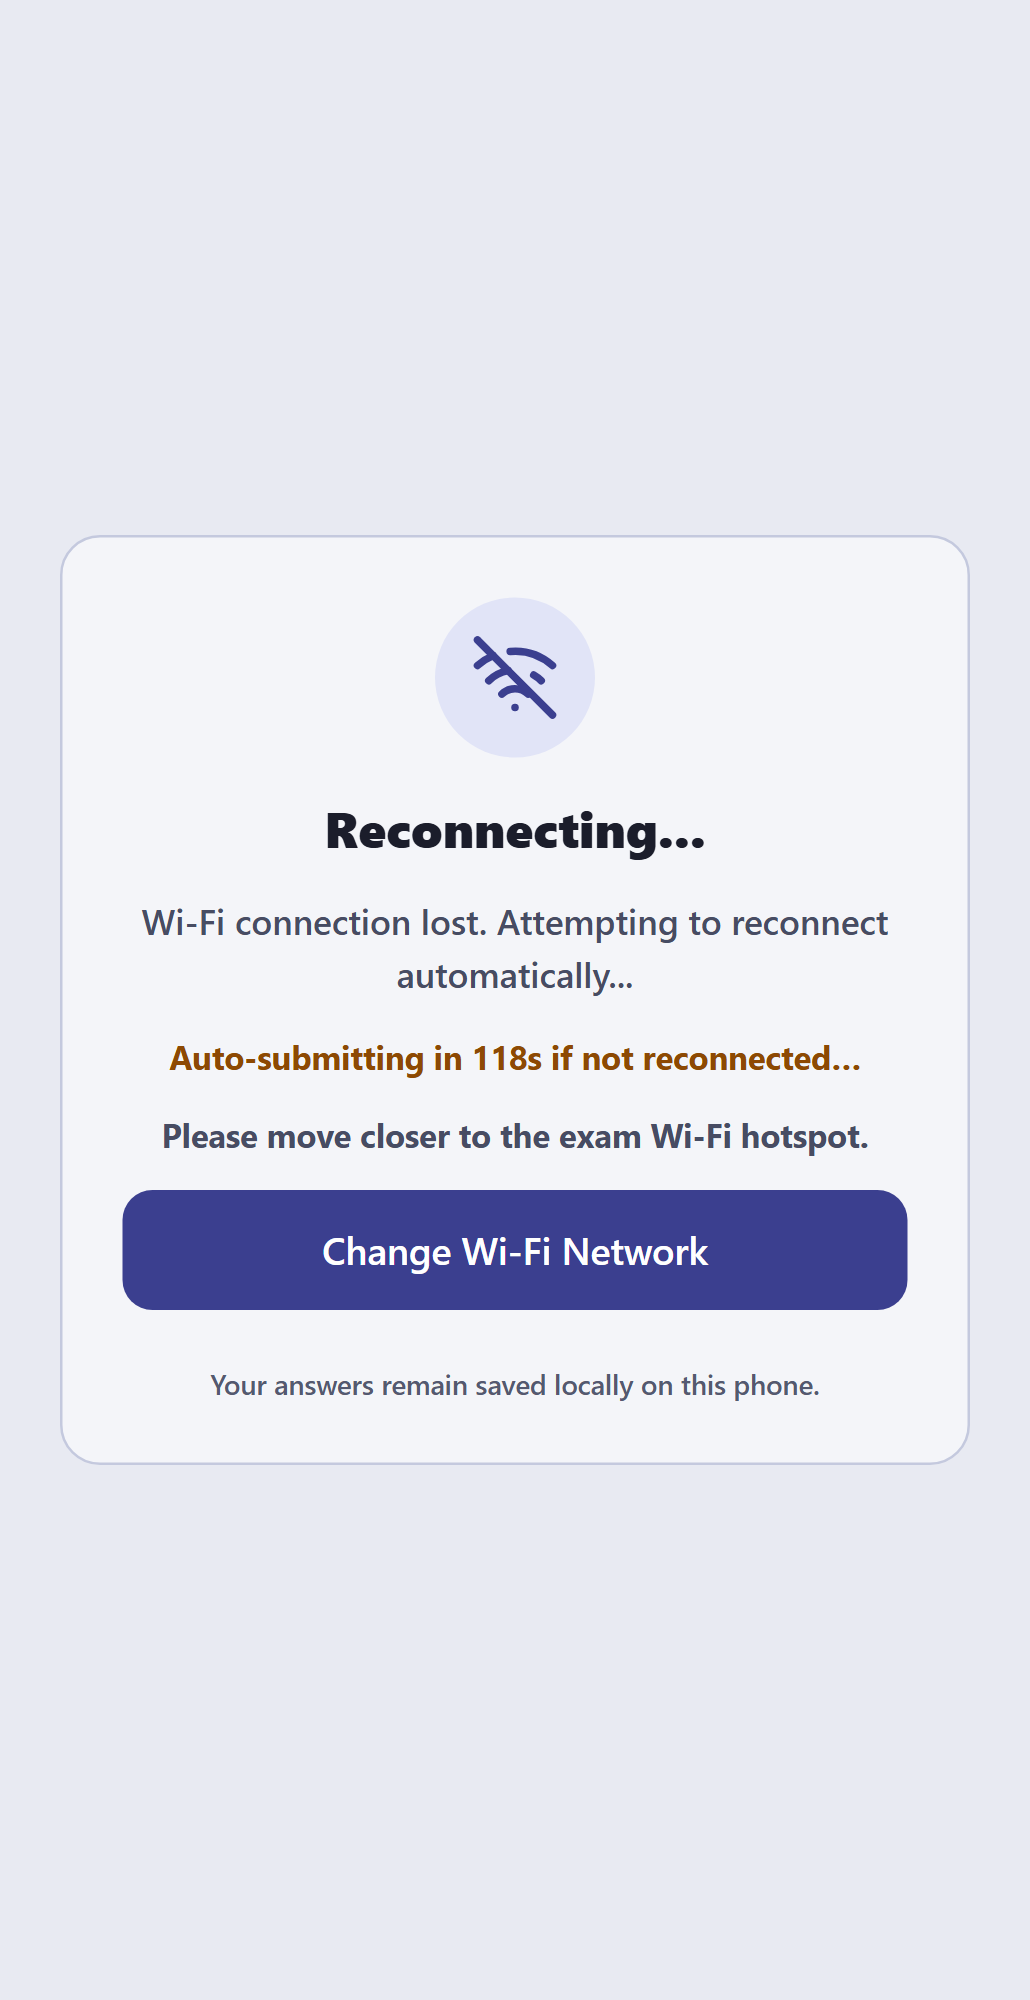 Reconnecting...
Wi-Fi connection lost. Attempting to reconnect
automatically...
Auto-submitting in 118s if not reconnected...
Please move closer to the exam Wi-Fi hotspot.
Change Wi-Fi Network
Your answers remain saved locally on this phone.